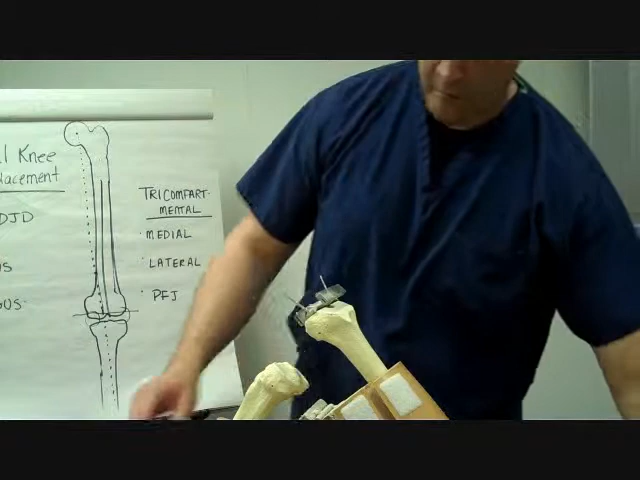 l Knee
lacement
DJD
TRICOMPART-
MENTAL
· MEDIAL
· LATERAL
· PFJ